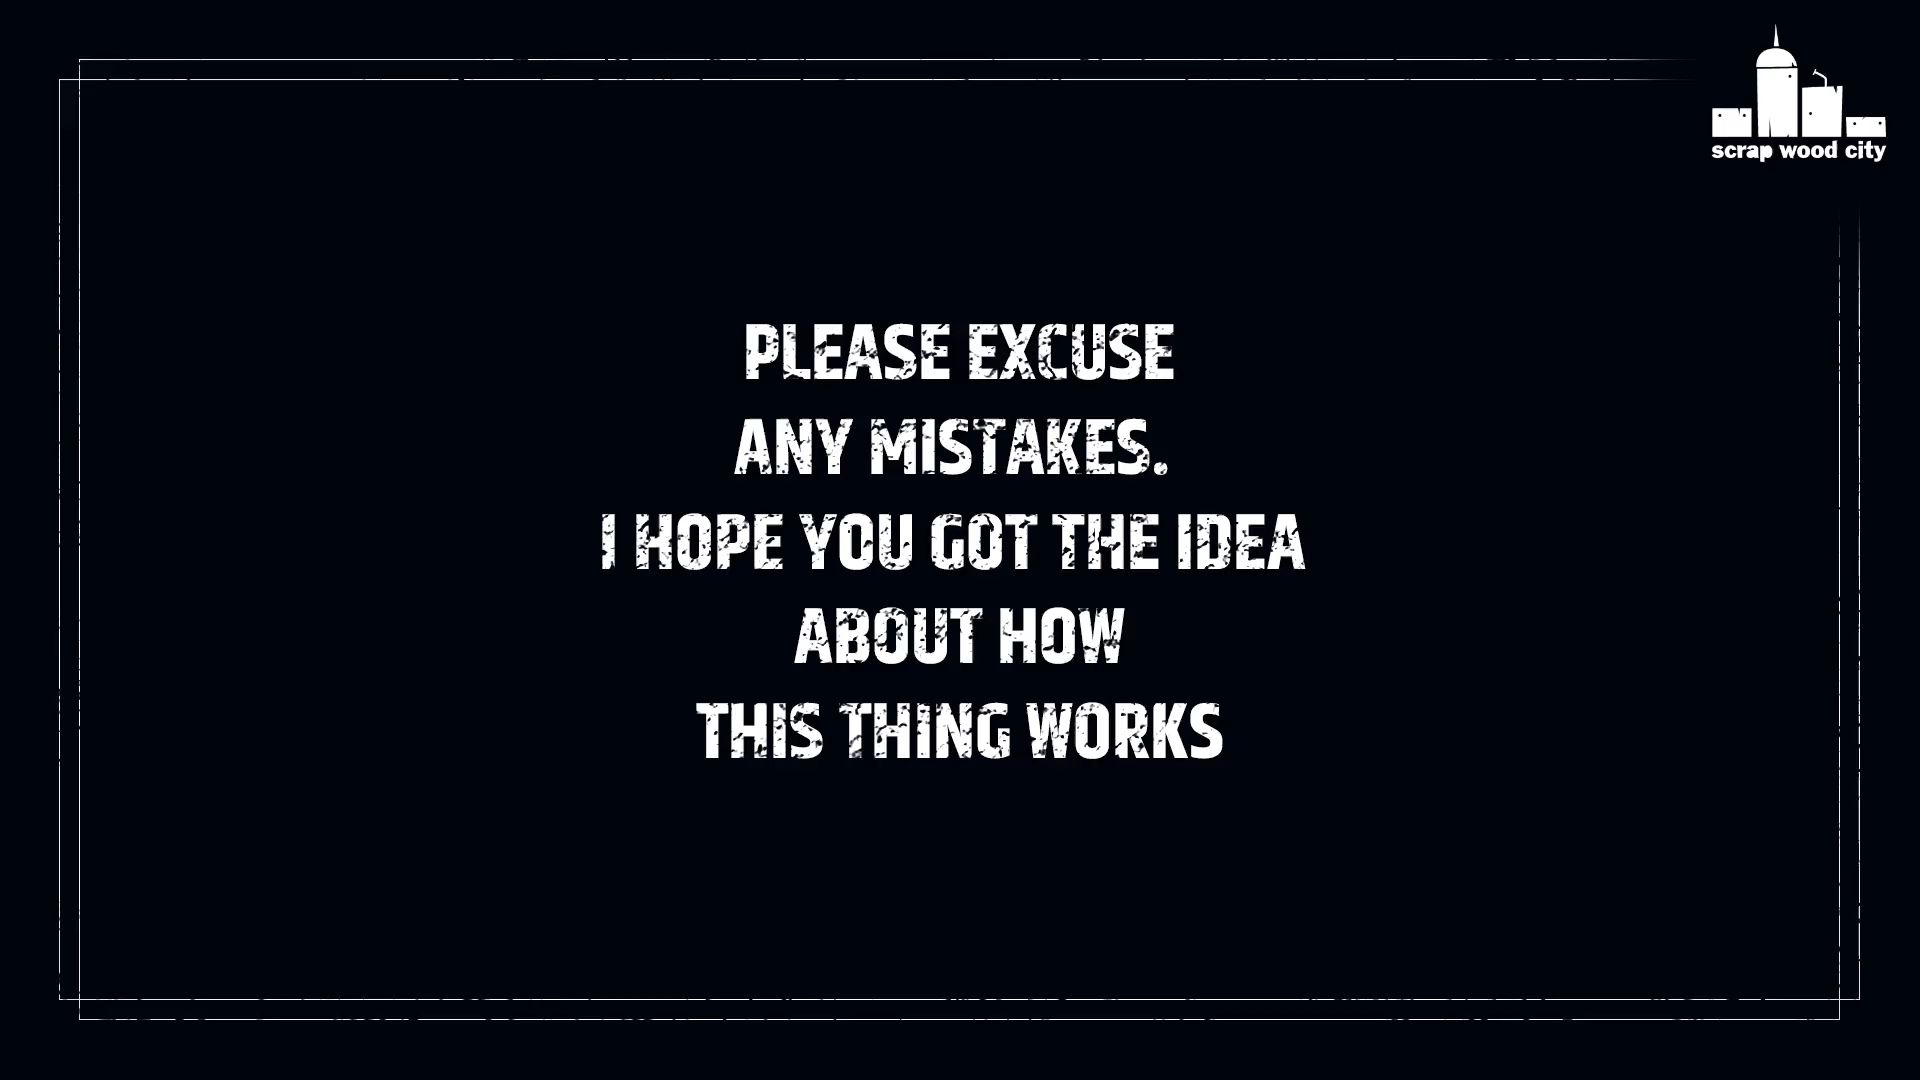 scrap wood city
PLEASE EXCUSE
ANY MISTAKES.
I HOPE YOU GOT THE IDEA
ABOUT HOW
THIS THING WORKS